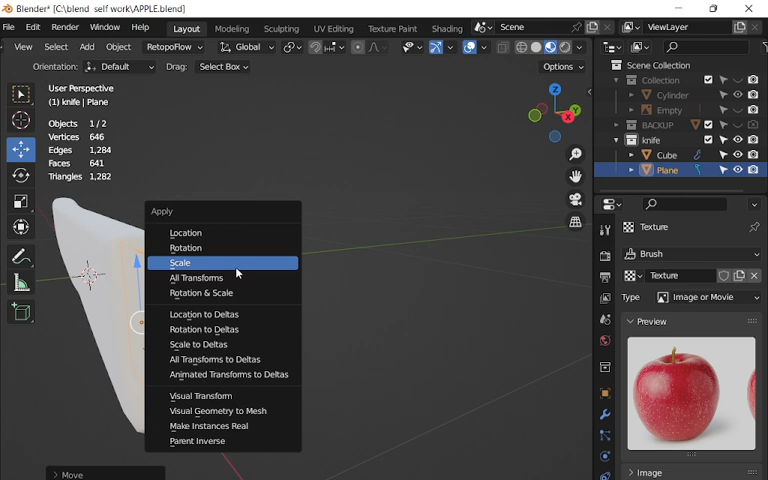 Blender* [C:\blend self work\APPLE.blend]
File Edit Render Window Help Layout Modeling Sculpting UV Editing Texture Paint Shading Scene ViewLayer
View Select Add Object RetopoFlow Global
Orientation: Default Drag: Select Box Options
User Perspective
(1) knife | Plane
Objects 1/2
Vertices 646
Edges 1,284
Faces 641
Triangles 1,282
Z
Y
X
Apply
Location
Rotation
Scale
All Transforms
Rotation & Scale
Location to Deltas
Rotation to Deltas
Scale to Deltas
All Transforms to Deltas
Animated Transforms to Deltas
Visual Transform
Visual Geometry to Mesh
Make Instances Real
Parent Inverse
Move
Scene Collection
Collection
Cylinder
Empty
BACKUP
knife
Cube
Plane
Texture
Brush
Texture
Type Image or Movie
Preview
Image